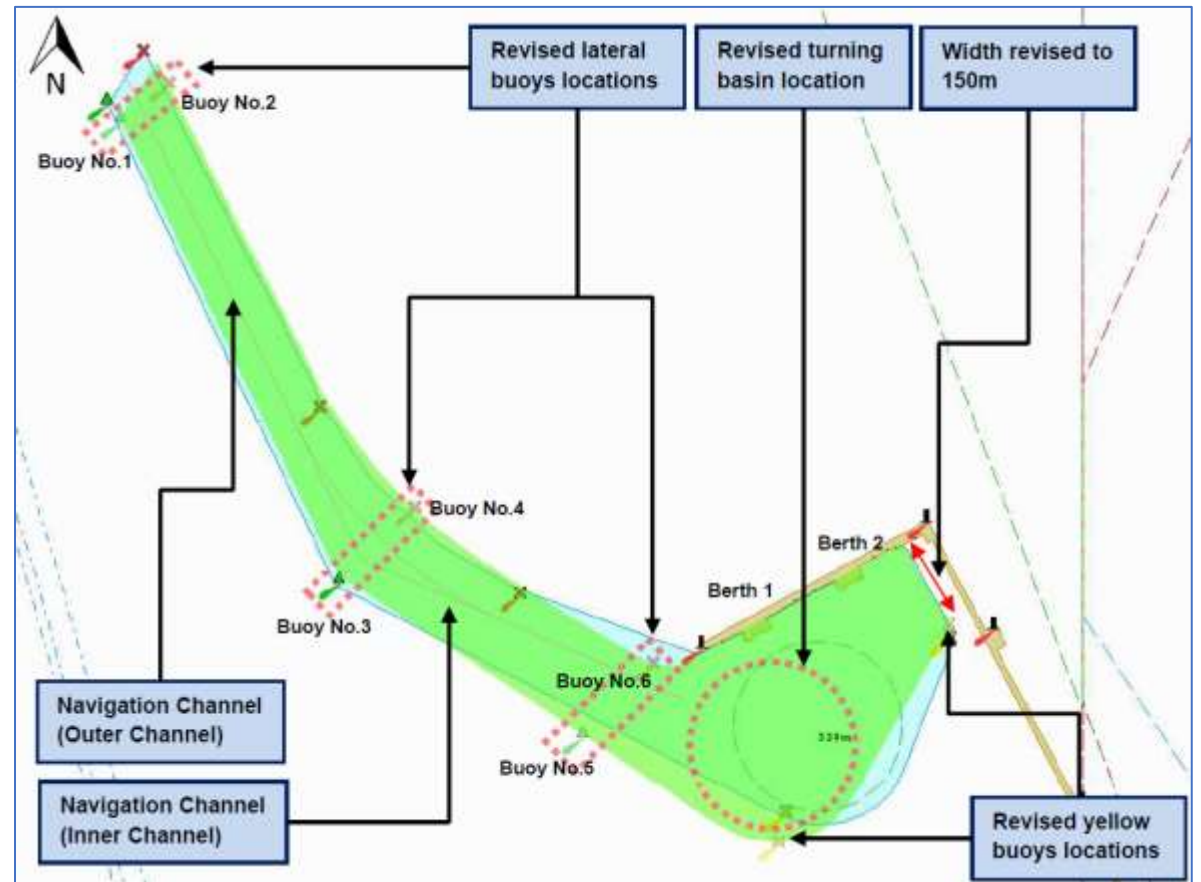 N
Revised lateral
buoys locations
Revised turning
basin location
Width revised to
150m
Buoy No.2
Buoy No.1
Buoy No.4
Berth 2
Berth 1
Buoy No.3
Buoy No.6
339m
Buoy No.5
Navigation Channel
(Outer Channel)
Navigation Channel
(Inner Channel)
Revised yellow
buoys locations